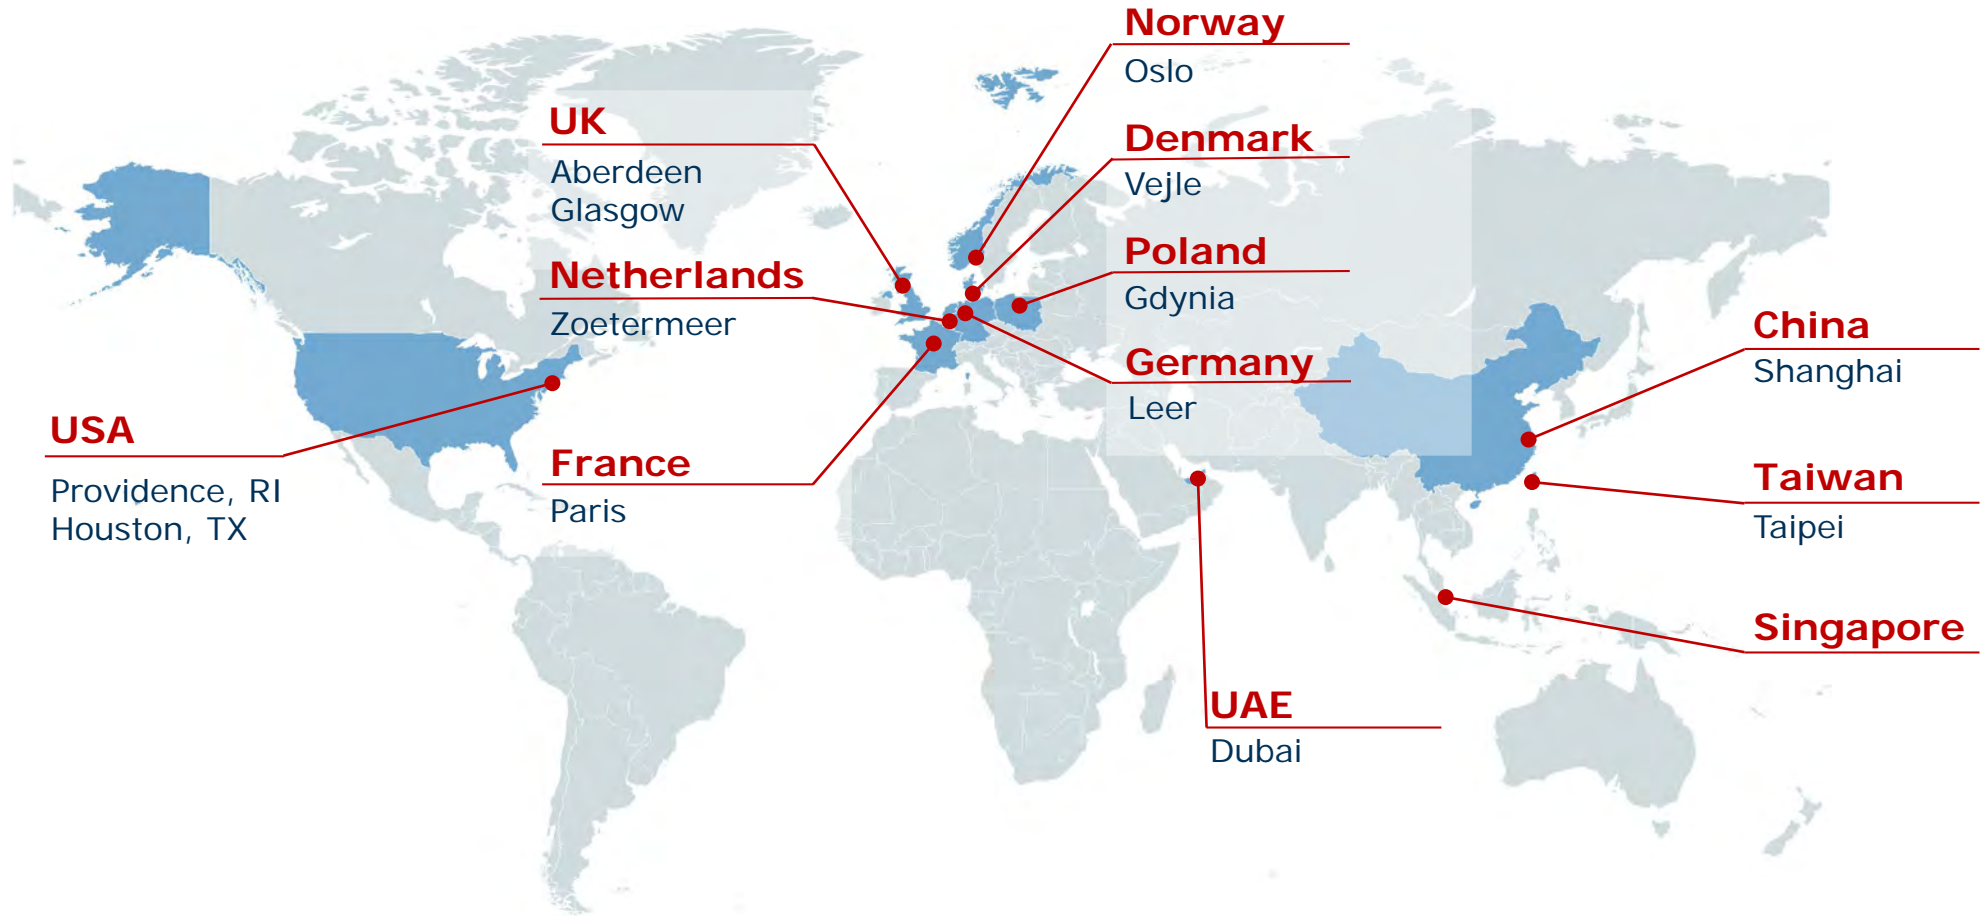 Norway
Oslo
UK
Aberdeen
Glasgow
Denmark
Vejle
Netherlands
Zoetermeer
Poland
Gdynia
Germany
Leer
China
Shanghai
USA
Providence, RI
Houston, TX
France
Paris
Taiwan
Taipei
Singapore
UAE
Dubai